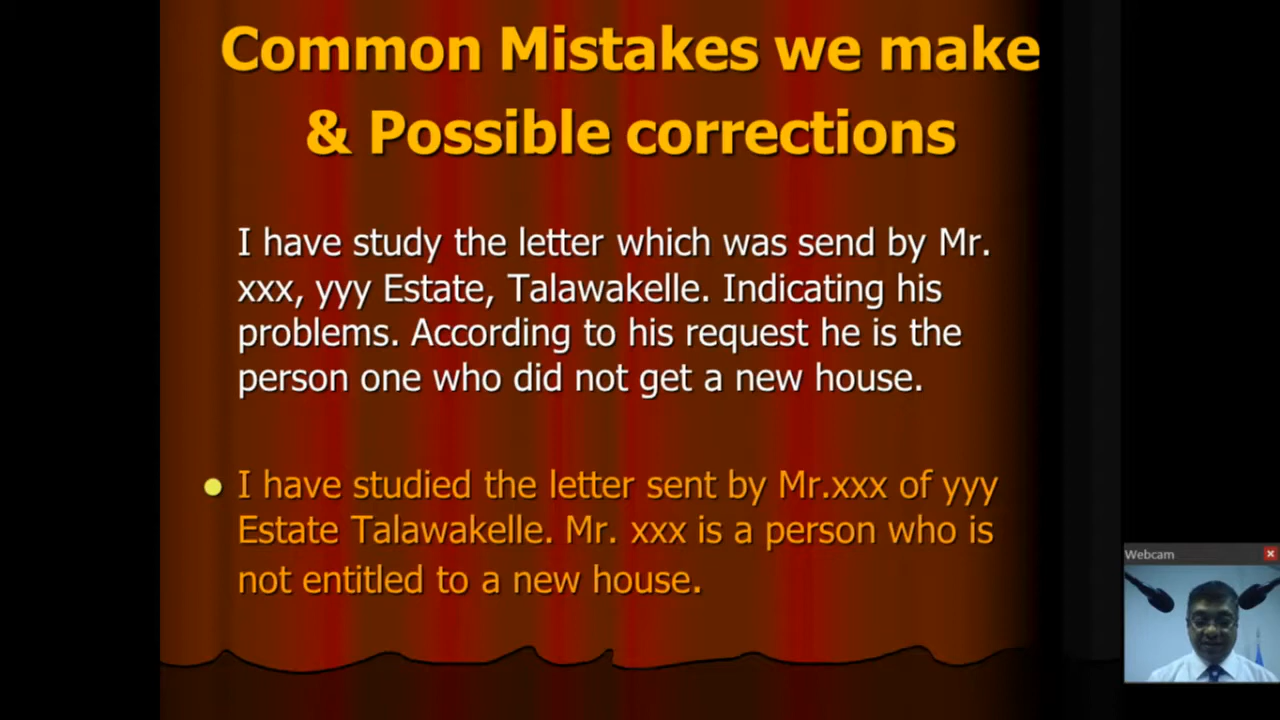 Common Mistakes we make
& Possible corrections
I have study the letter which was send by Mr.
xxx, yyy Estate, Talawakelle. Indicating his
problems. According to his request he is the
person one who did not get a new house.
I have studied the letter sent by Mr.xxx of yyy
Estate Talawakelle. Mr. xxx is a person who is
not entitled to a new house.
Webcam